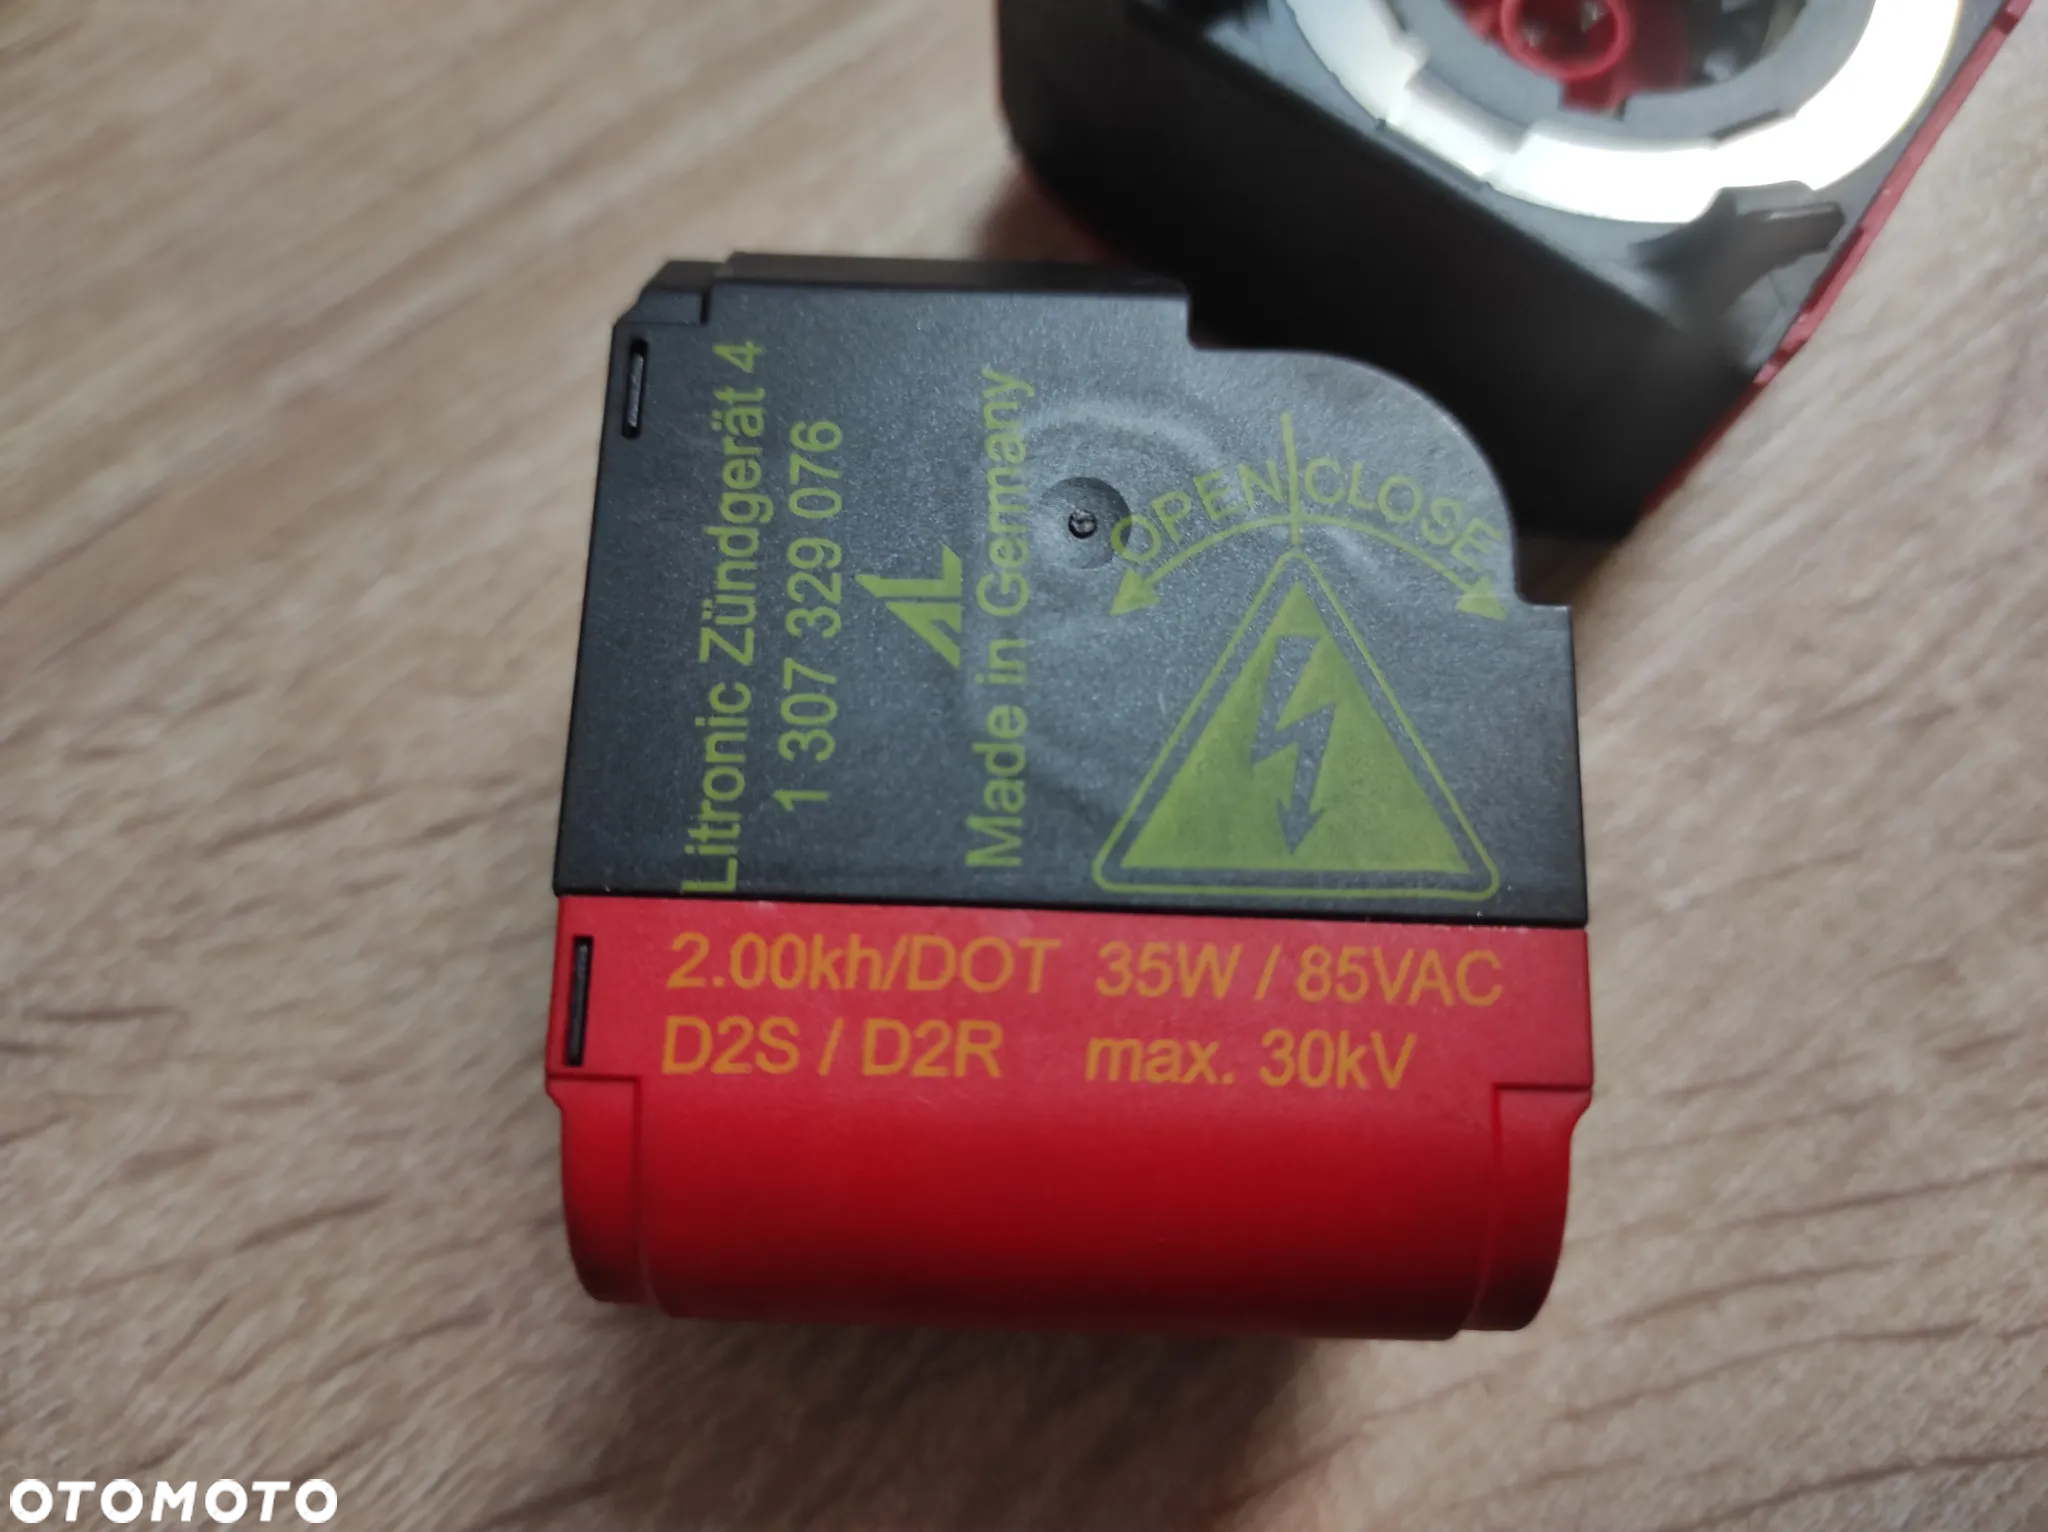 Litronic Zündgerät 4
1 307 329 076
AL
Made in Germany
OPEN CLOSE
2.00kh/DOT 35W / 85VAC
D2S / D2R max. 30kV
OTOMOTO